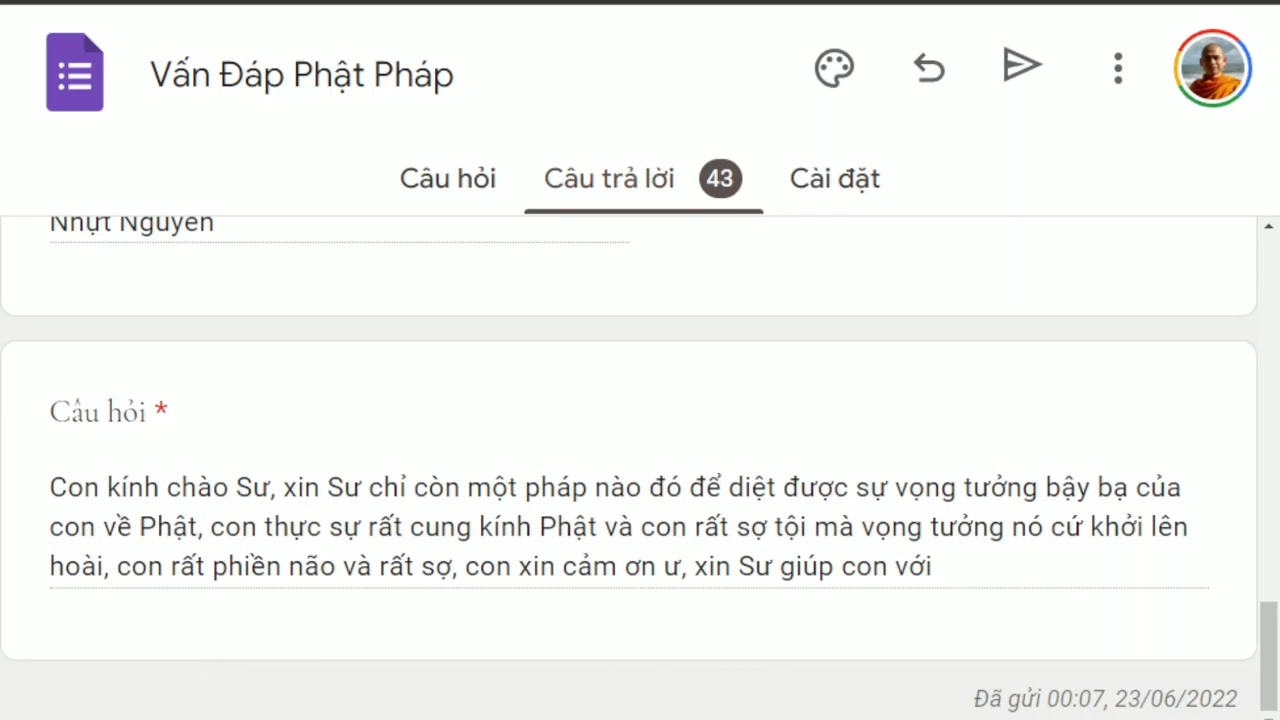 Vấn Đáp Phật Pháp
Câu hỏi Câu trả lời 43 Cài đặt
Nhựt Nguyên
Câu hỏi *
Con kính chào Sư, xin Sư chỉ còn một pháp nào đó để diệt được sự vọng tưởng bậy bạ của
con về Phật, con thực sự rất cung kính Phật và con rất sợ tội mà vọng tưởng nó cứ khởi lên
hoài, con rất phiền não và rất sợ, con xin cảm ơn ư, xin Sư giúp con với
Đã gửi 00:07, 23/06/2022